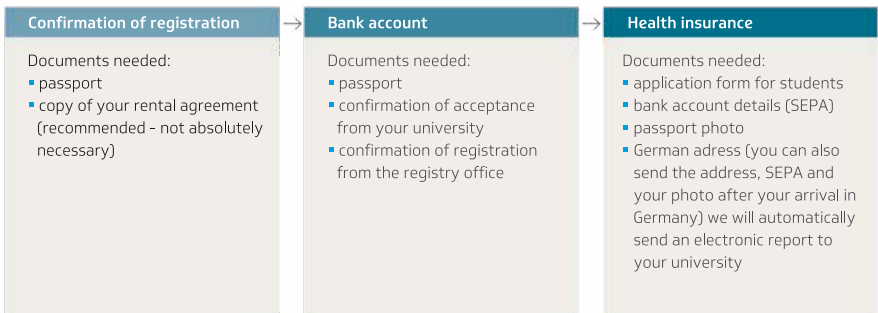 Confirmation of registration
Documents needed:
▪ passport
▪ copy of your rental agreement
(recommended - not absolutely
necessary)
Bank account
Documents needed:
▪ passport
▪ confirmation of acceptance
from your university
▪ confirmation of registration
from the registry office
Health insurance
Documents needed:
▪ application form for students
▪ bank account details (SEPA)
▪ passport photo
▪ German adress (you can also
send the address, SEPA and
your photo after your arrival in
Germany) we will automatically
send an electronic report to
your university